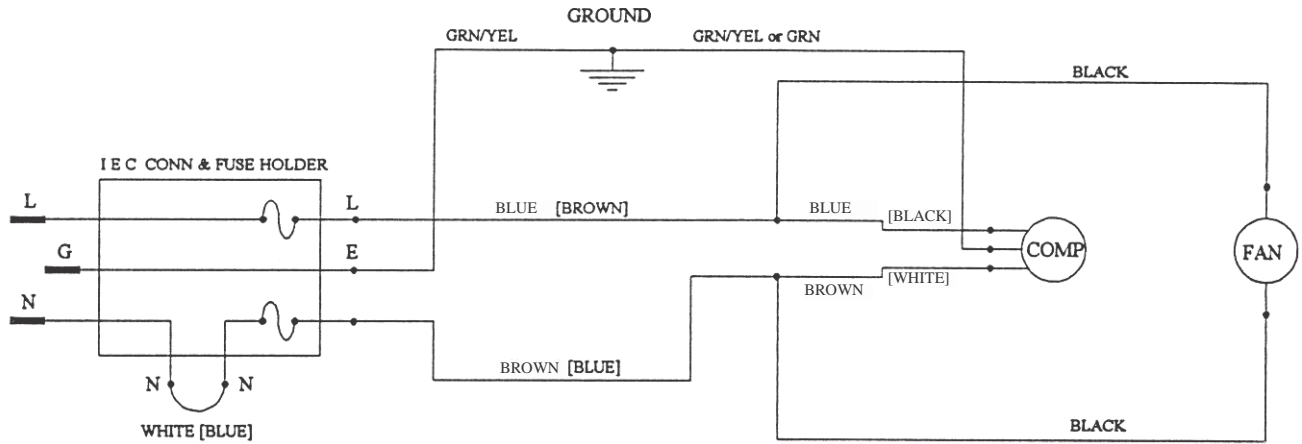 GROUND
GRN/YEL
GRN/YEL or GRN
BLACK
I E C CONN & FUSE HOLDER
L
L
BLUE [BROWN]
BLUE
[BLACK]
G
E
COMP
FAN
N
BROWN
[WHITE]
BROWN [BLUE]
N
N
WHITE [BLUE]
BLACK